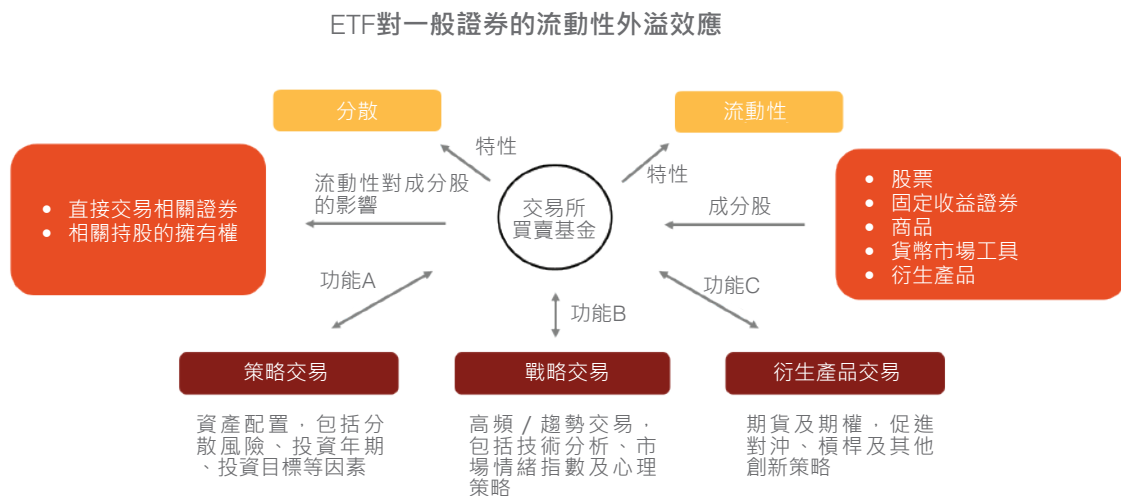 ETF對一般證券的流動性外溢效應
分散
流動性
特性
特性
• 直接交易相關證券
• 相關持股的擁有權
流動性對成分股
的影響
交易所
買賣基金
成分股
• 股票
• 固定收益證券
• 商品
• 貨幣市場工具
• 衍生產品
功能A
功能B
功能C
策略交易
戰略交易
衍生產品交易
資產配置，包括分
散風險、投資年期
、投資目標等因素
高頻 / 趨勢交易，
包括技術分析、市
場情緒指數及心理
策略
期貨及期權，促進
對沖、槓桿及其他
創新策略